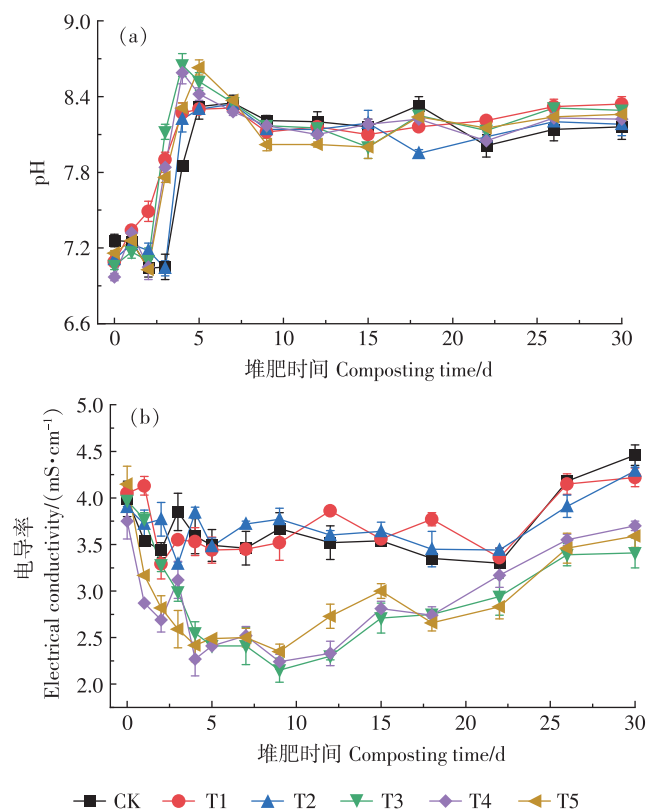 (a)
9.0
8.4
7.8
7.2
6.6
pH
0 5 10 15 20 25 30
堆肥时间 Composting time/d
(b)
5.0
4.5
4.0
3.5
3.0
2.5
2.0
电导率
Electrical conductivity/(mS·cm⁻¹)
0 5 10 15 20 25 30
堆肥时间 Composting time/d
CK T1 T2 T3 T4 T5